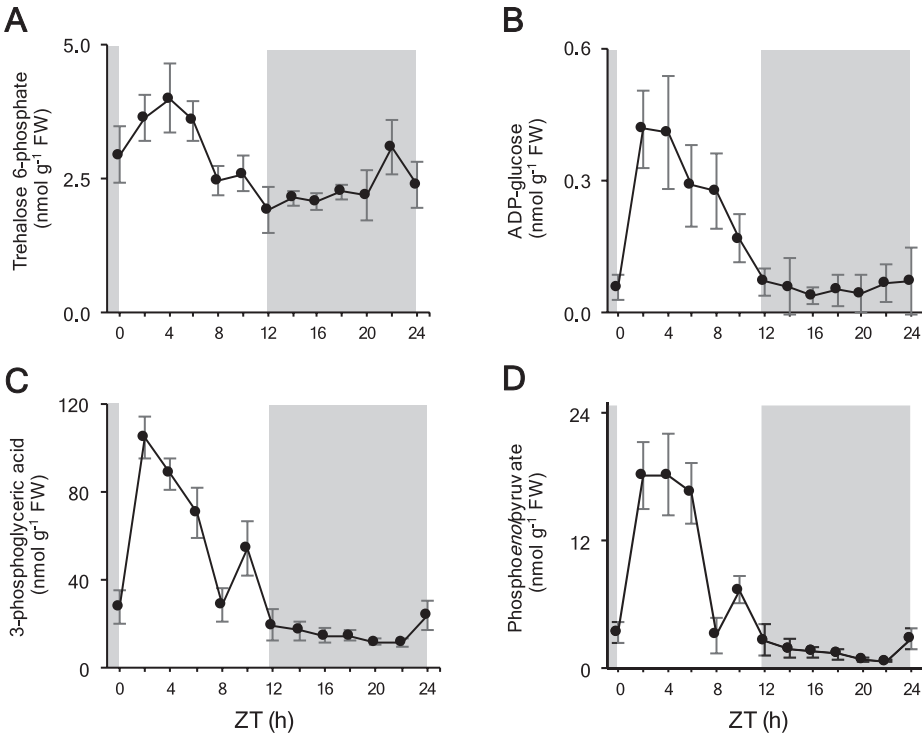 A
Trehalose 6-phosphate
(nmol g⁻¹ FW)
5.0
2.5
0.0
0 4 8 12 16 20 24
B
ADP-glucose
(nmol g⁻¹ FW)
0.6
0.3
0.0
0 4 8 12 16 20 24
C
3-phosphoglyceric acid
(nmol g⁻¹ FW)
120
80
40
0
0 4 8 12 16 20 24
ZT (h)
D
Phosphoenolpyruvate
(nmol g⁻¹ FW)
24
12
0
0 4 8 12 16 20 24
ZT (h)